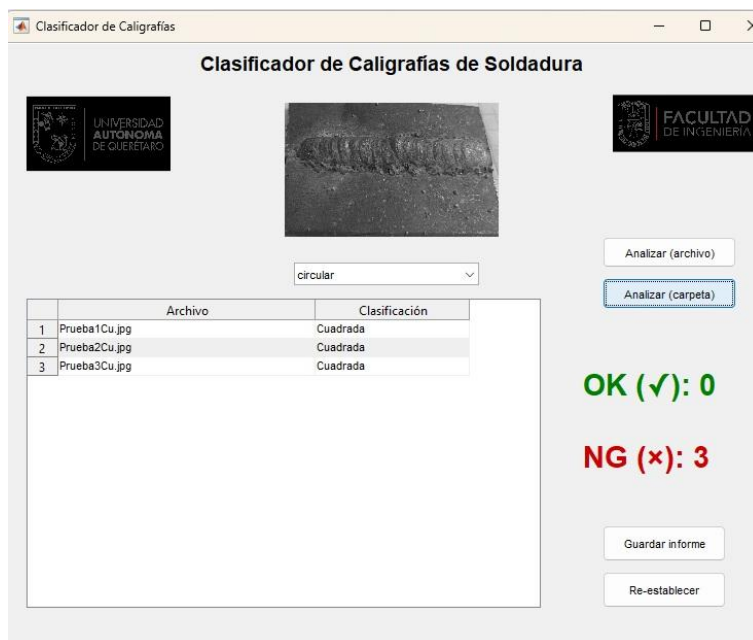 Clasificador de Caligrafías
Clasificador de Caligrafías de Soldadura
UNIVERSIDAD
AUTÓNOMA
DE QUERÉTARO
FACULTAD
DE INGENIERÍA
Analizar (archivo)
circular
Analizar (carpeta)
Archivo Clasificación
1 Prueba1Cu.jpg Cuadrada
2 Prueba2Cu.jpg Cuadrada
3 Prueba3Cu.jpg Cuadrada
OK (✓): 0
NG (×): 3
Guardar informe
Re-establecer